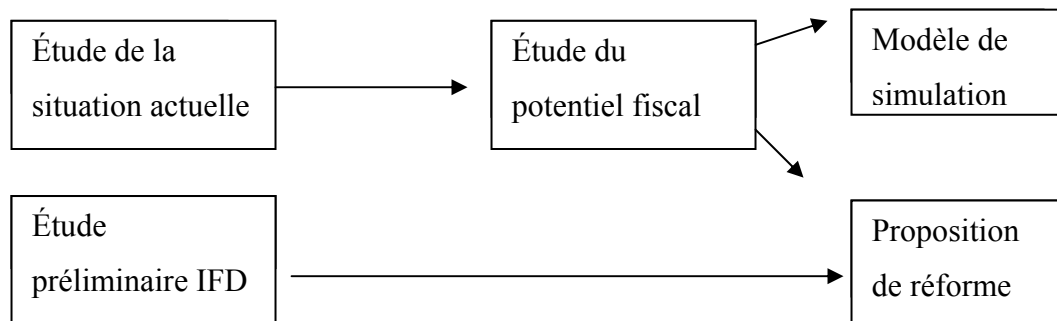 Étude de la
situation actuelle
Étude du
potentiel fiscal
Modèle de
simulation
Étude
préliminaire IFD
Proposition
de réforme